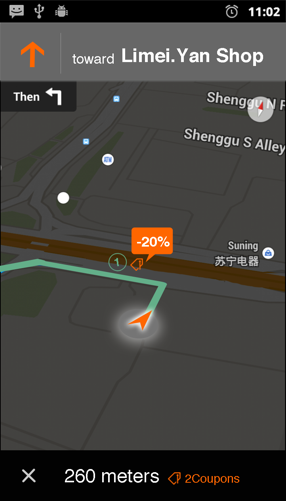 11:02
toward Limei.Yan Shop
Then
Shenggu N R
Shenggu S Alley
-20%
1
Suning
苏宁电器
260 meters 2Coupons